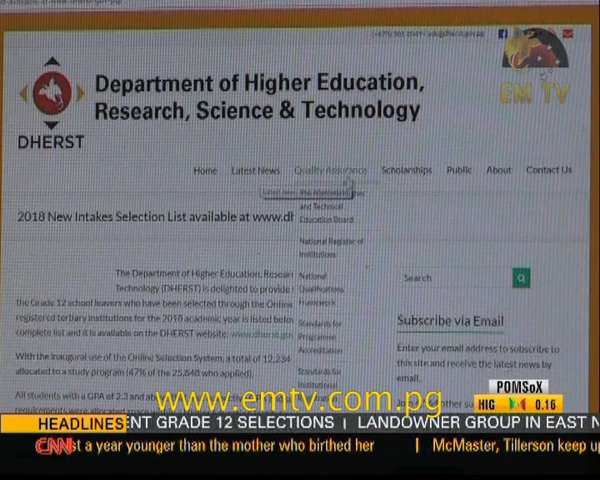 Department of Higher Education,
Research, Science & Technology
DHERST
EM TV
Home Latest News Quality Assurance Scholarships Public About Contact Us
and Technical
Education Board
2018 New Intakes Selection List available at www.dh
National Register of
Institutions
The Department of Higher Education, Resear
National
Technology (DHERST) is delighted to provide
Qualifications
the Grade 12 school leavers who have been selected through the Online
Framework
registered tertiary institutions for the 2018 academic year is listed below
Standards for
complete list and it is available on the DHERST website: www.dherst.gov
Programme
Accreditation
With the inaugural use of the Online Selection System, a total of 12,234
Standards for
allocated to a study program (47% of the 25,848 who applied).
Institutional
All students with a GPA of 2.3 and
Search
Subscribe via Email
Enter your email address to subscribe to
this site and receive the latest news by
email.
www.emtv.com.pg
POMSoX
HIG 0.16
HEADLINES ENT GRADE 12 SELECTIONS | LANDOWNER GROUP IN EAST N
CNN st a year younger than the mother who birthed her | McMaster, Tillerson keep up